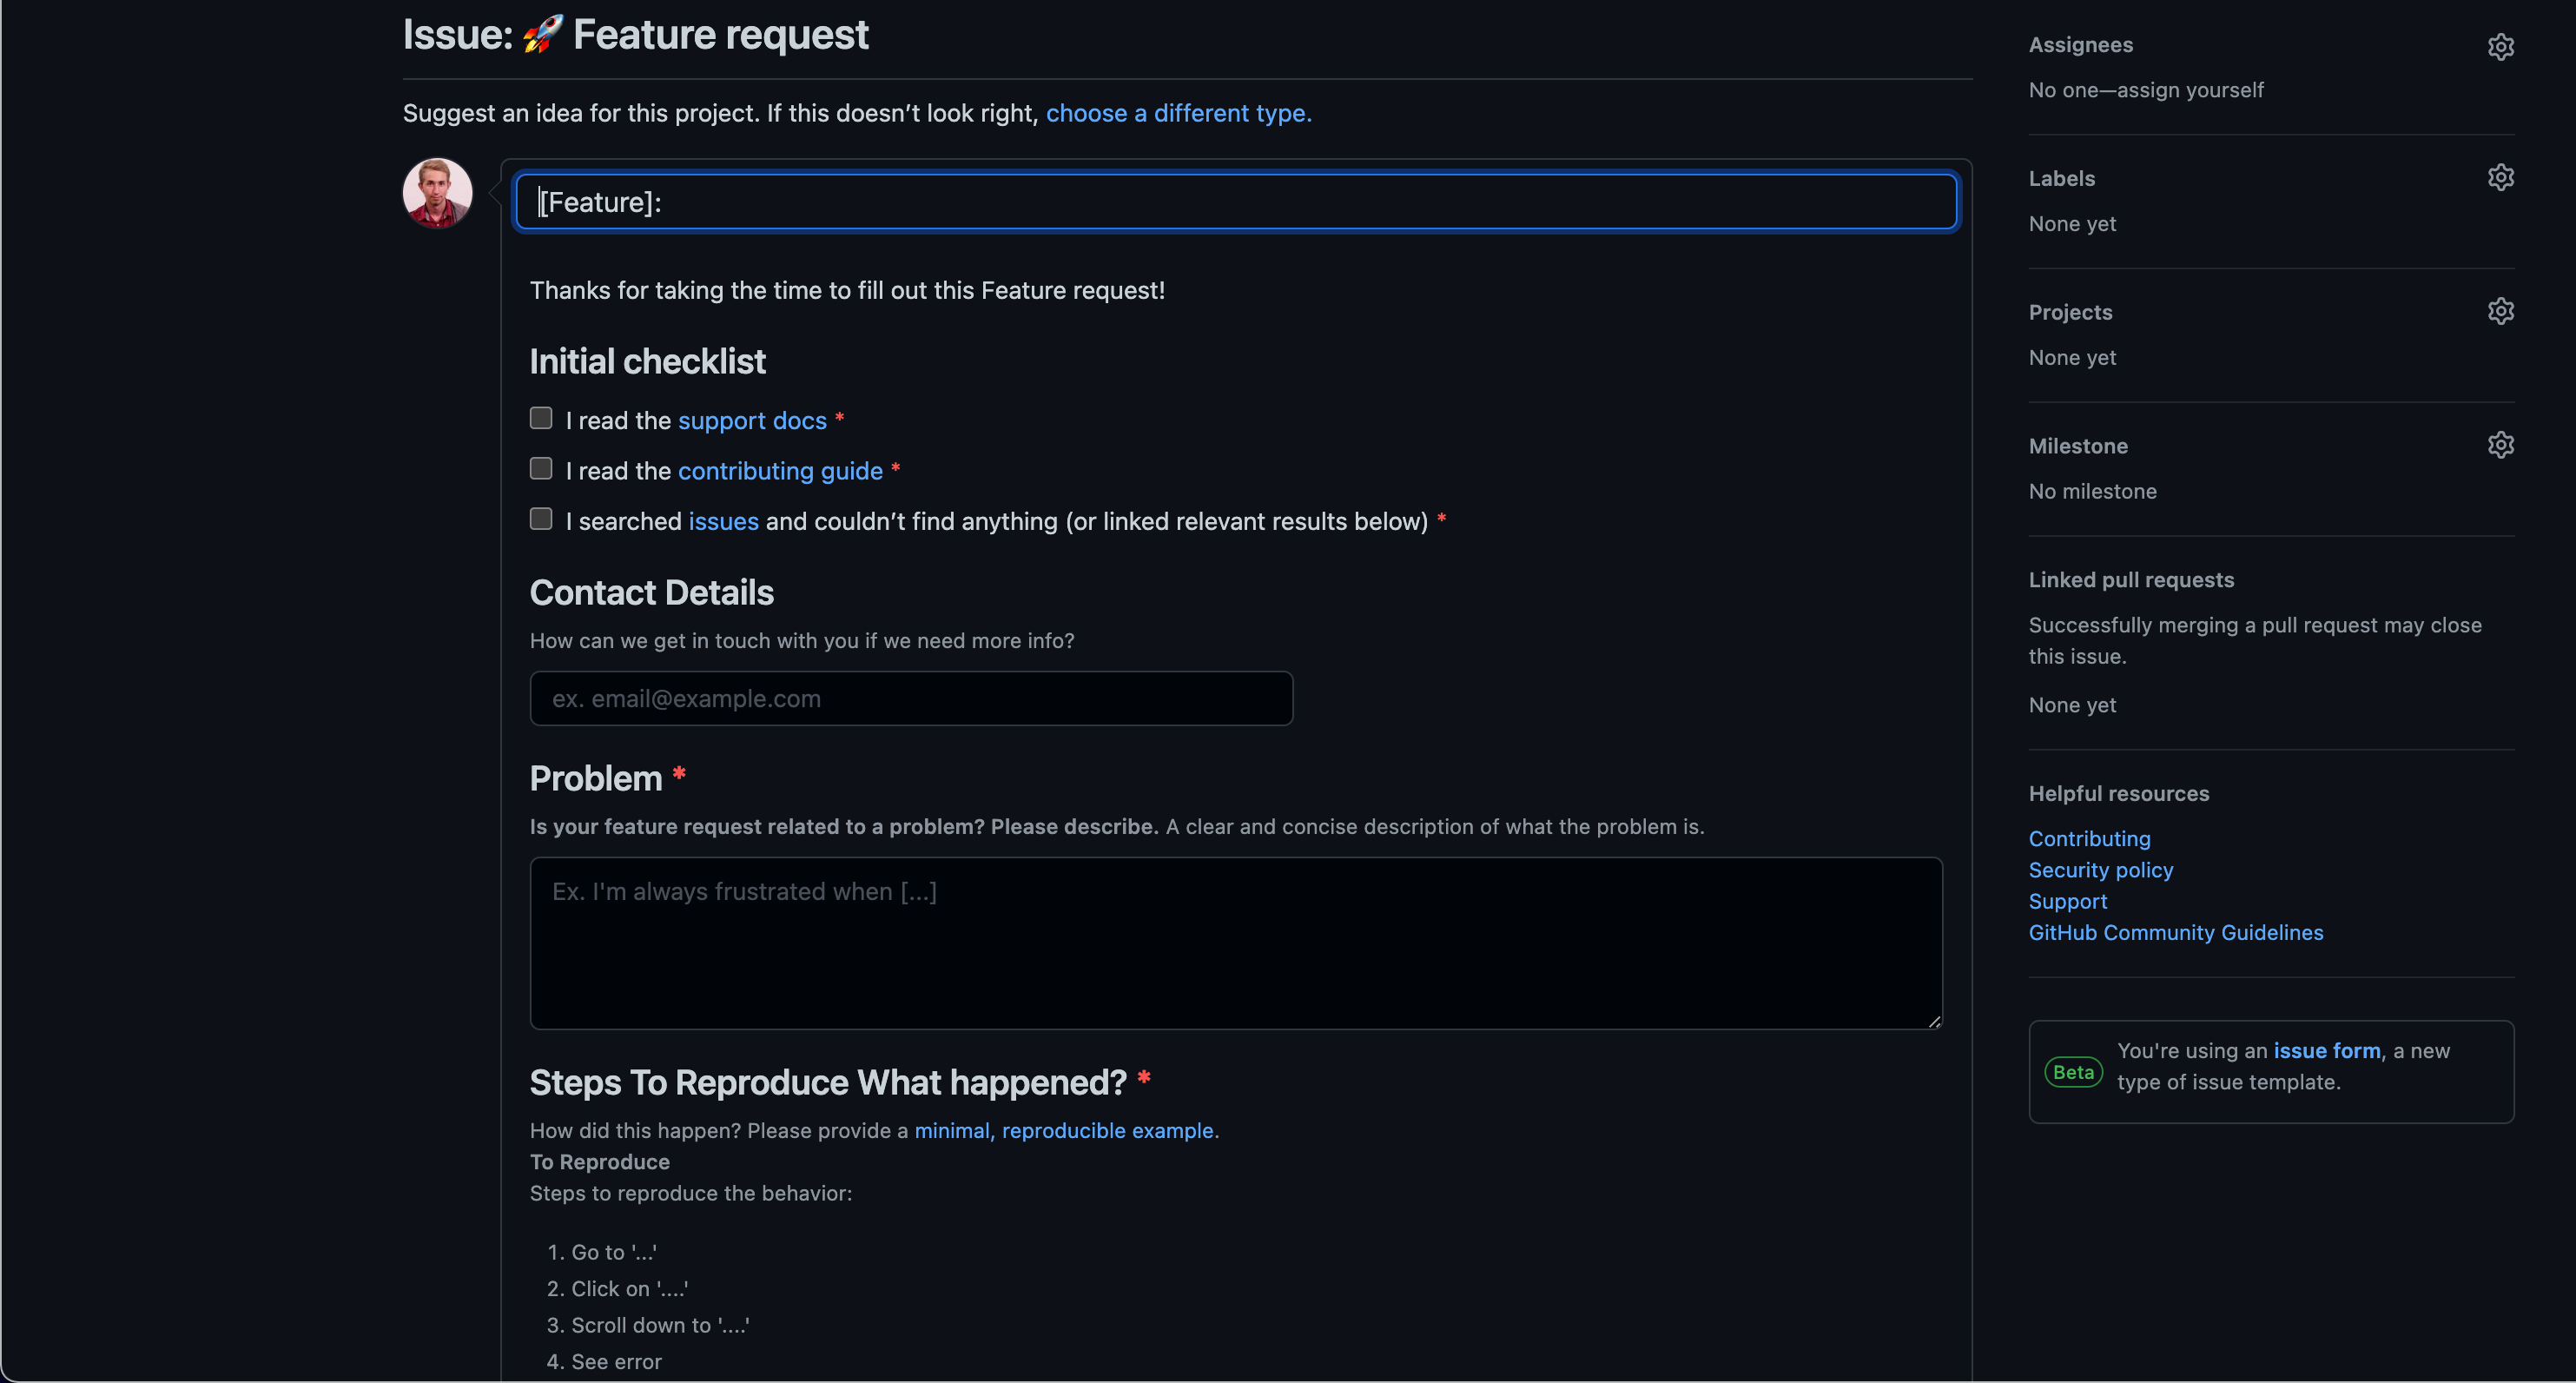 Issue: 🚀 Feature request
Suggest an idea for this project. If this doesn’t look right, choose a different type.
[Feature]:
Thanks for taking the time to fill out this Feature request!
Initial checklist
I read the support docs *
I read the contributing guide *
I searched issues and couldn’t find anything (or linked relevant results below) *
Contact Details
How can we get in touch with you if we need more info?
ex. email@example.com
Problem *
Is your feature request related to a problem? Please describe. A clear and concise description of what the problem is.
Ex. I'm always frustrated when [...]
Steps To Reproduce What happened? *
How did this happen? Please provide a minimal, reproducible example.
To Reproduce
Steps to reproduce the behavior:
1. Go to '...'
2. Click on '....'
3. Scroll down to '....'
4. See error
Assignees
No one—assign yourself
Labels
None yet
Projects
None yet
Milestone
No milestone
Linked pull requests
Successfully merging a pull request may close
this issue.
None yet
Helpful resources
Contributing
Security policy
Support
GitHub Community Guidelines
Beta
You're using an issue form, a new
type of issue template.